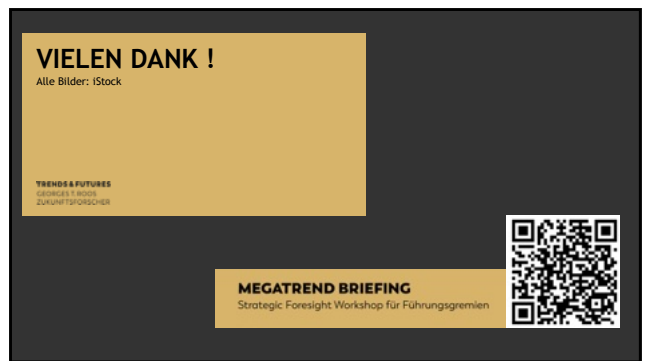 VIELEN DANK !
Alle Bilder: iStock
TRENDS & FUTURES
GEORGES T. ROOS
ZUKUNFTSFORSCHER
MEGATREND BRIEFING
Strategic Foresight Workshop für Führungsgremien